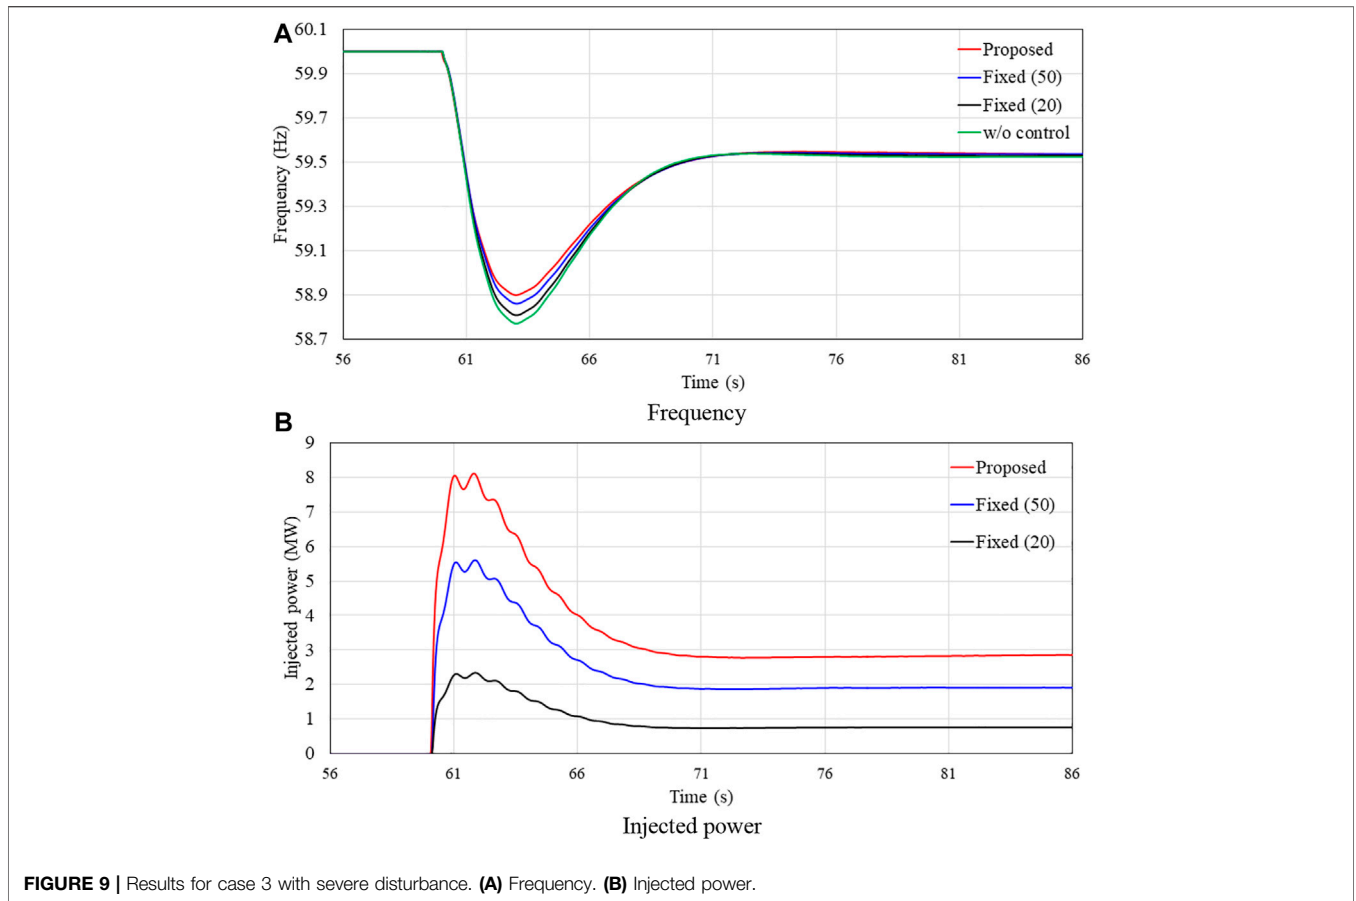 A
60.1
59.9
59.7
59.5
59.3
59.1
58.9
58.7
Frequency (Hz)
Proposed
Fixed (50)
Fixed (20)
w/o control
56 61 66 71 76 81 86
Time (s)
Frequency
B
9
8
7
6
5
4
3
2
1
0
Injected power (MW)
Proposed
Fixed (50)
Fixed (20)
56 61 66 71 76 81 86
Time (s)
Injected power
FIGURE 9 | Results for case 3 with severe disturbance. (A) Frequency. (B) Injected power.